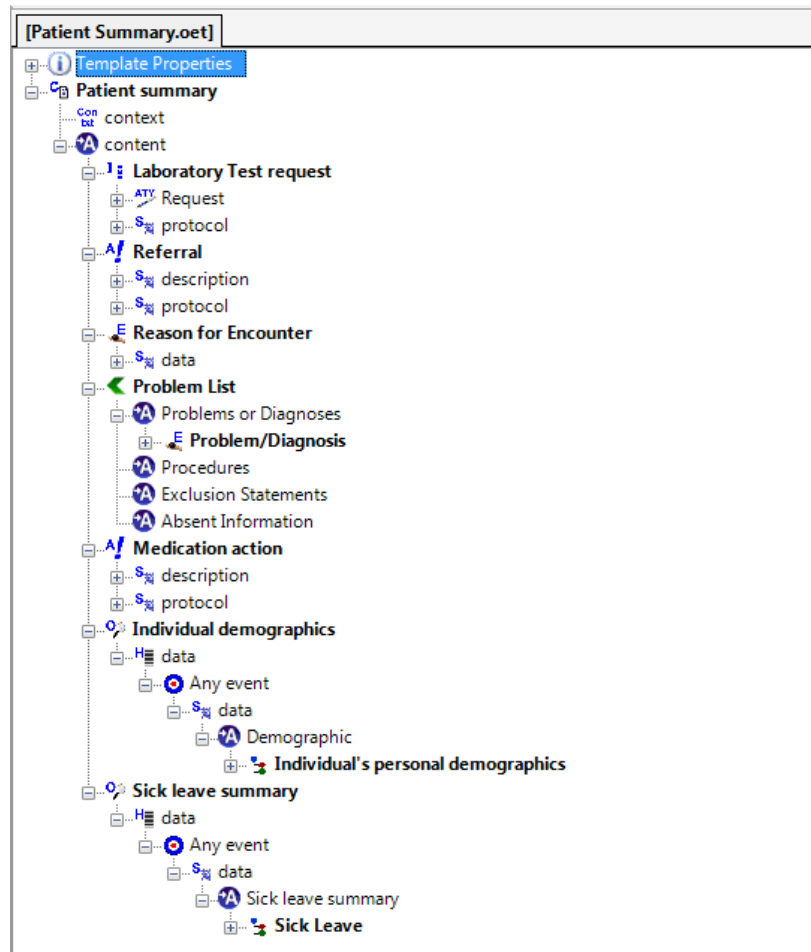 [Patient Summary.oet]
Template Properties
Patient summary
context
content
Laboratory Test request
Request
protocol
Referral
description
protocol
Reason for Encounter
data
Problem List
Problems or Diagnoses
Problem/Diagnosis
Procedures
Exclusion Statements
Absent Information
Medication action
description
protocol
Individual demographics
data
Any event
data
Demographic
Individual's personal demographics
Sick leave summary
data
Any event
data
Sick leave summary
Sick Leave